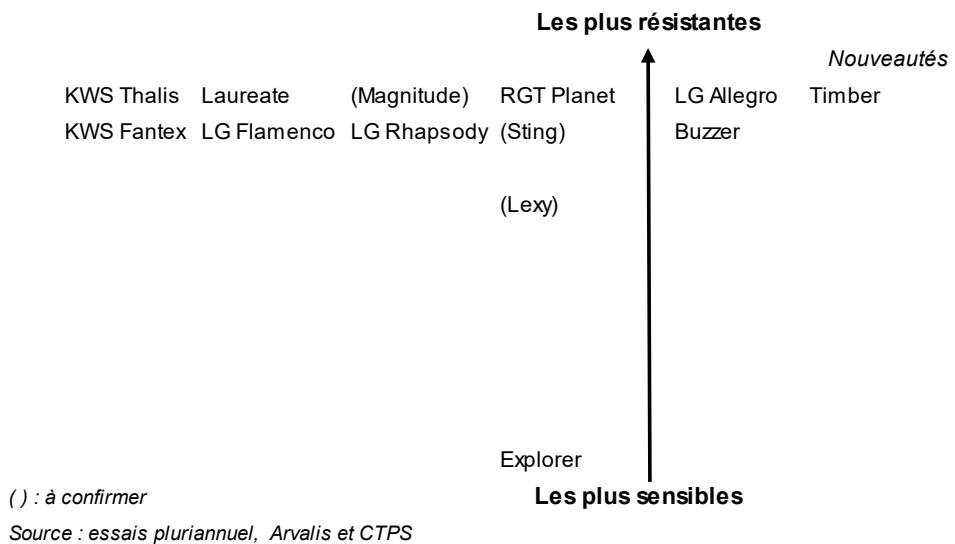 Les plus résistantes
Nouveautés
KWS Thalis Laureate (Magnitude) RGT Planet LG Allegro Timber
KWS Fantex LG Flamenco LG Rhapsody (Sting) Buzzer
(Lexy)
Explorer
( ) : à confirmer
Les plus sensibles
Source : essais pluriannuel, Arvalis et CTPS